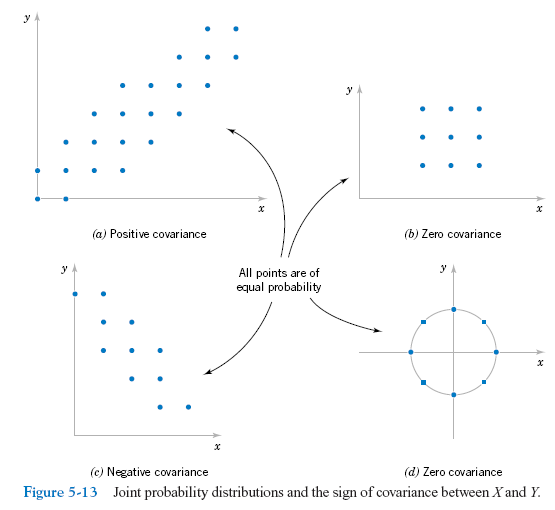 y
x
(a) Positive covariance
y
x
(b) Zero covariance
All points are of
equal probability
y
x
(c) Negative covariance
y
x
(d) Zero covariance
Figure 5-13 Joint probability distributions and the sign of covariance between X and Y.